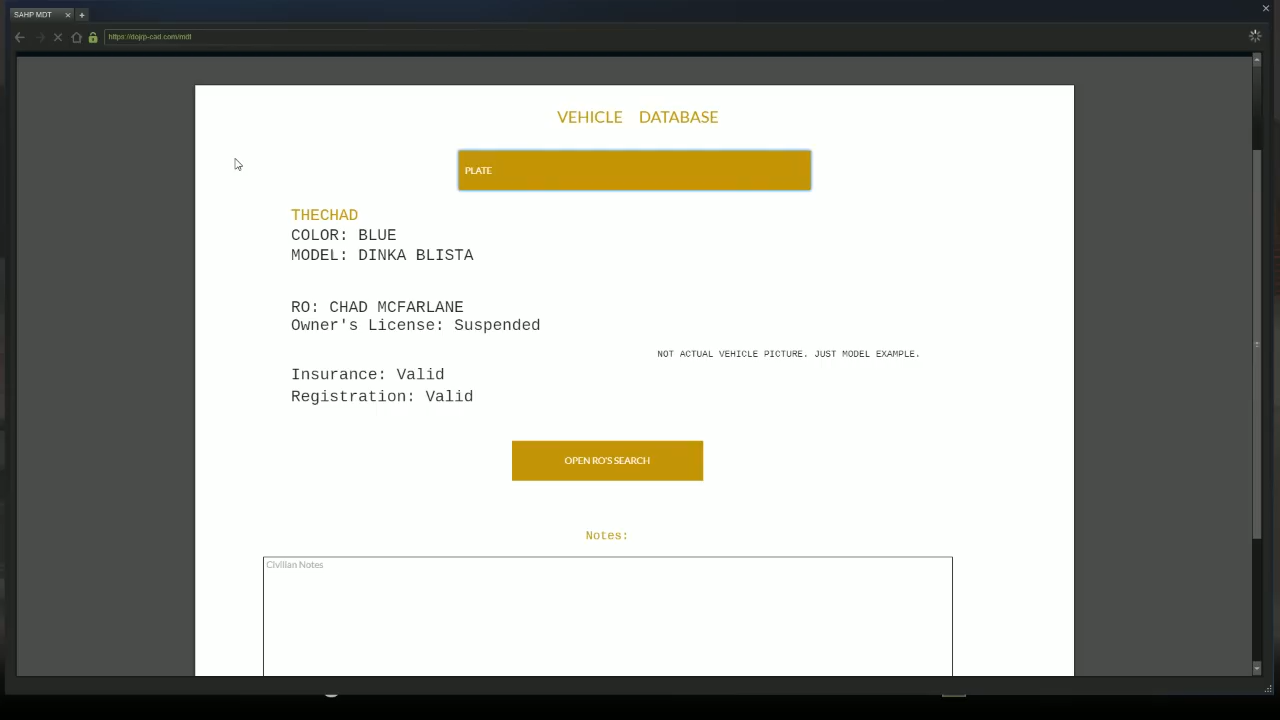 SAHP MDT
https://dojrp-cad.com/mdt
VEHICLE DATABASE
PLATE
THECHAD
COLOR: BLUE
MODEL: DINKA BLISTA
RO: CHAD MCFARLANE
Owner's License: Suspended
NOT ACTUAL VEHICLE PICTURE. JUST MODEL EXAMPLE.
Insurance: Valid
Registration: Valid
OPEN RO'S SEARCH
Notes:
Civilian Notes